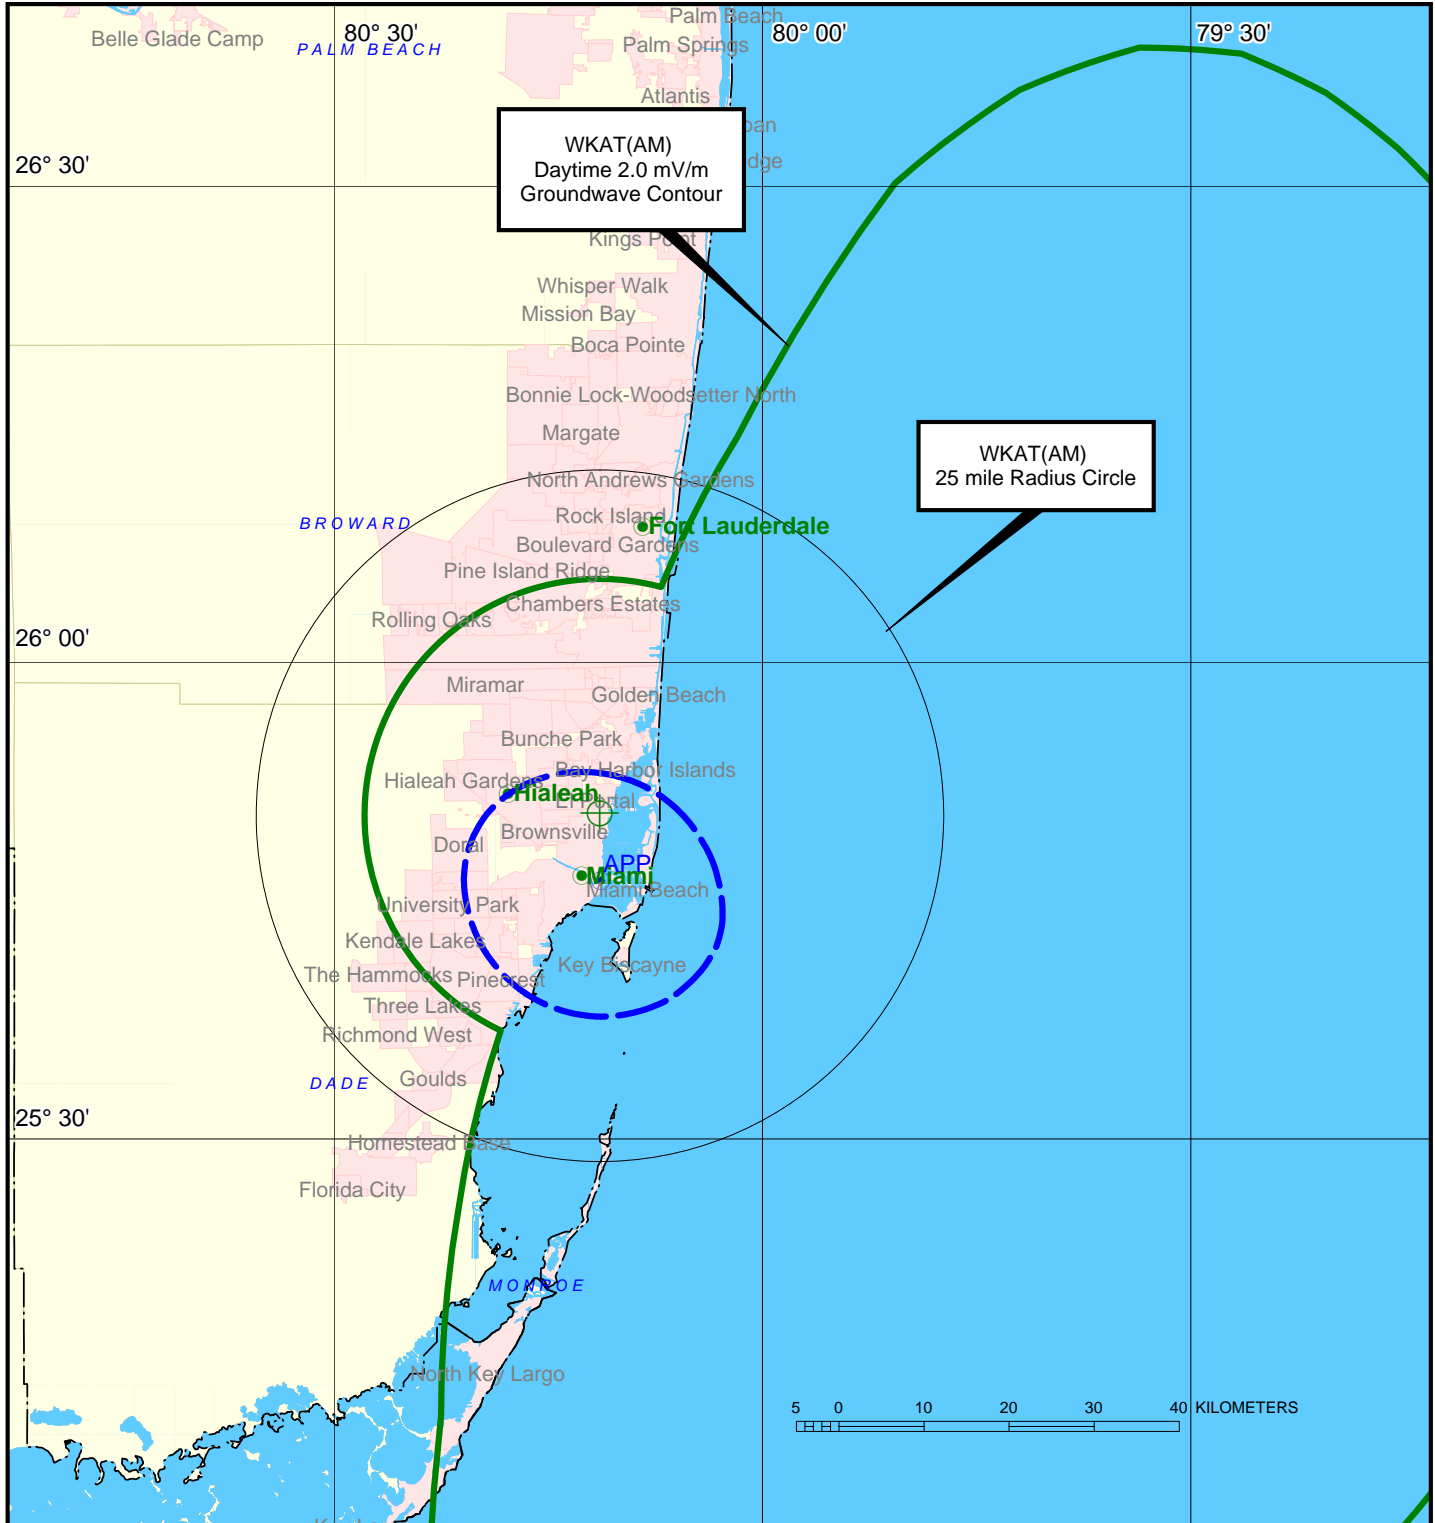 Palm Beach
80° 30'
80° 00'
79° 30'
Belle Glade Camp
PALM BEACH
Palm Springs
Atlantis
WKAT(AM)
Daytime 2.0 mV/m
Groundwave Contour
26° 30'
Kings Point
Whisper Walk
Mission Bay
Boca Pointe
Bonnie Lock-Woodsetter North
Margate
WKAT(AM)
25 mile Radius Circle
North Andrews Gardens
Rock Island
BROWARD
Fort Lauderdale
Boulevard Gardens
Pine Island Ridge
Chambers Estates
Rolling Oaks
26° 00'
Miramar
Golden Beach
Bunche Park
Bay Harbor Islands
Hialeah Gardens
Hialeah
El Portal
Brownsville
Doral
APP
Miami
Miami Beach
University Park
Kendale Lakes
Key Biscayne
The Hammocks
Pinecrest
Three Lakes
Richmond West
Goulds
DADE
25° 30'
Homestead Base
Florida City
MONROE
North Key Largo
5 0 10 20 30 40 KILOMETERS